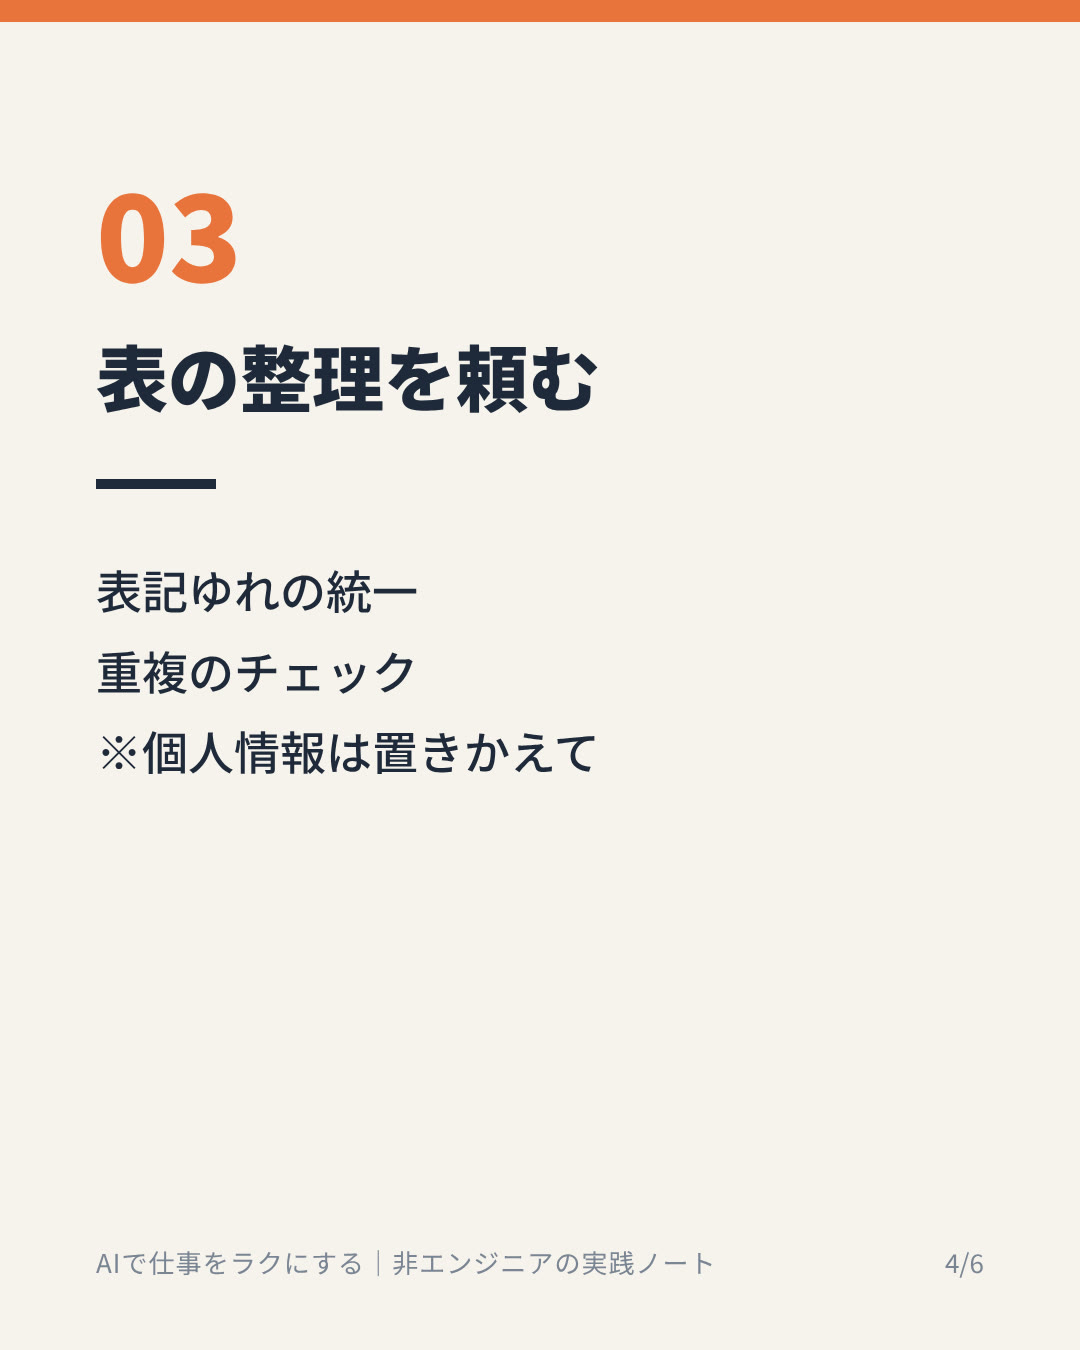 03
表の整理を頼む
表記ゆれの統一
重複のチェック
※個人情報は置きかえて
AIで仕事をラクにする｜非エンジニアの実践ノート
4/6